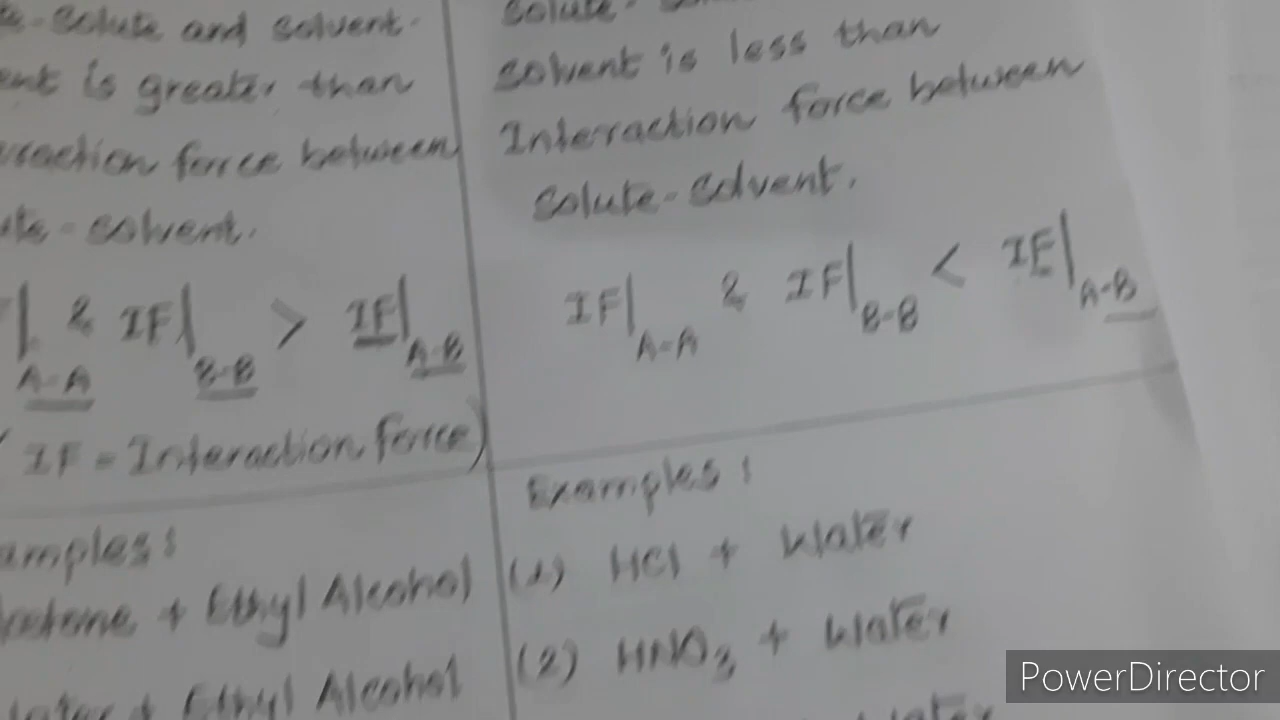 solute and solvent.
is greater than
force between
solvent.
| & IF| > IF|
A-A B-B A-B
IF = Interaction force)
Acetone + Ethyl Alcohol
+ Ethyl Alcohol
solute-
solvent is less than
Interaction force between
solute-solvent.
IF| & IF| < IF|
A-A B-B A-B
Examples:
(1) HCl + Water
(2) HNO3 + Water
PowerDirector